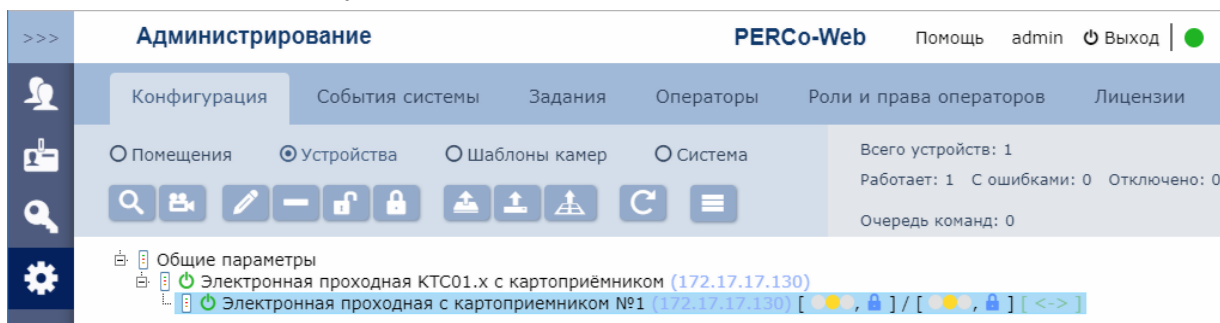 >>> Администрирование PERCo-Web Помощь admin Выход
Конфигурация События системы Задания Операторы Роли и права операторов Лицензии
Помещения Устройства Шаблоны камер Система
Всего устройств: 1
Работает: 1 С ошибками: 0 Отключено: 0
Очередь команд: 0
Общие параметры
Электронная проходная КТС01.x с картоприёмником (172.17.17.130)
Электронная проходная с картоприемником №1 (172.17.17.130) [ , ] / [ , ] [ <-> ]